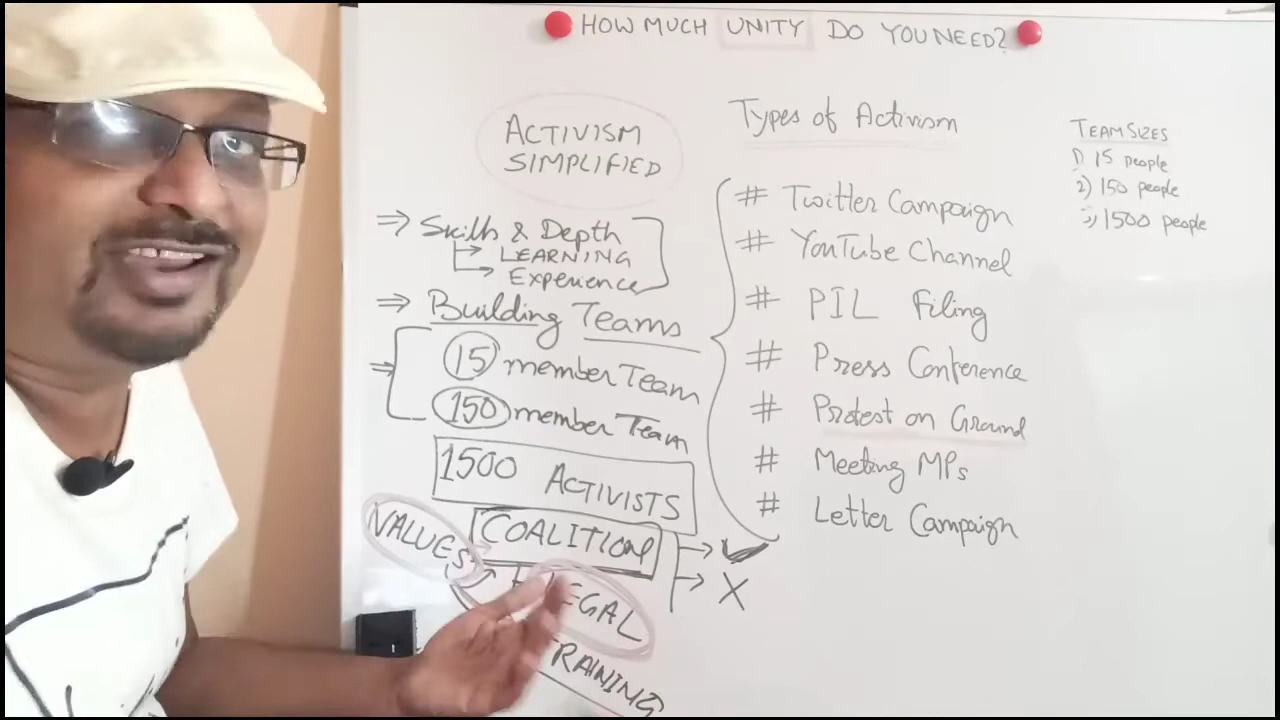 HOW MUCH UNITY DO YOU NEED?
ACTIVISM
SIMPLIFIED
⇒ Skills & Depth
→ LEARNING
→ Experience
⇒ Building Teams
⇒ 15 member Team
150 member Team
1500 ACTIVISTS
VALUES
COALITION
→ ✓
→ X
EGAL
RAINING
Types of Activism
# Twitter Campaign
# YouTube Channel
# PIL Filing
# Press Conference
# Protest on Ground
# Meeting MPs
# Letter Campaign
TEAM SIZES
1) 15 people
2) 150 people
3) 1500 people